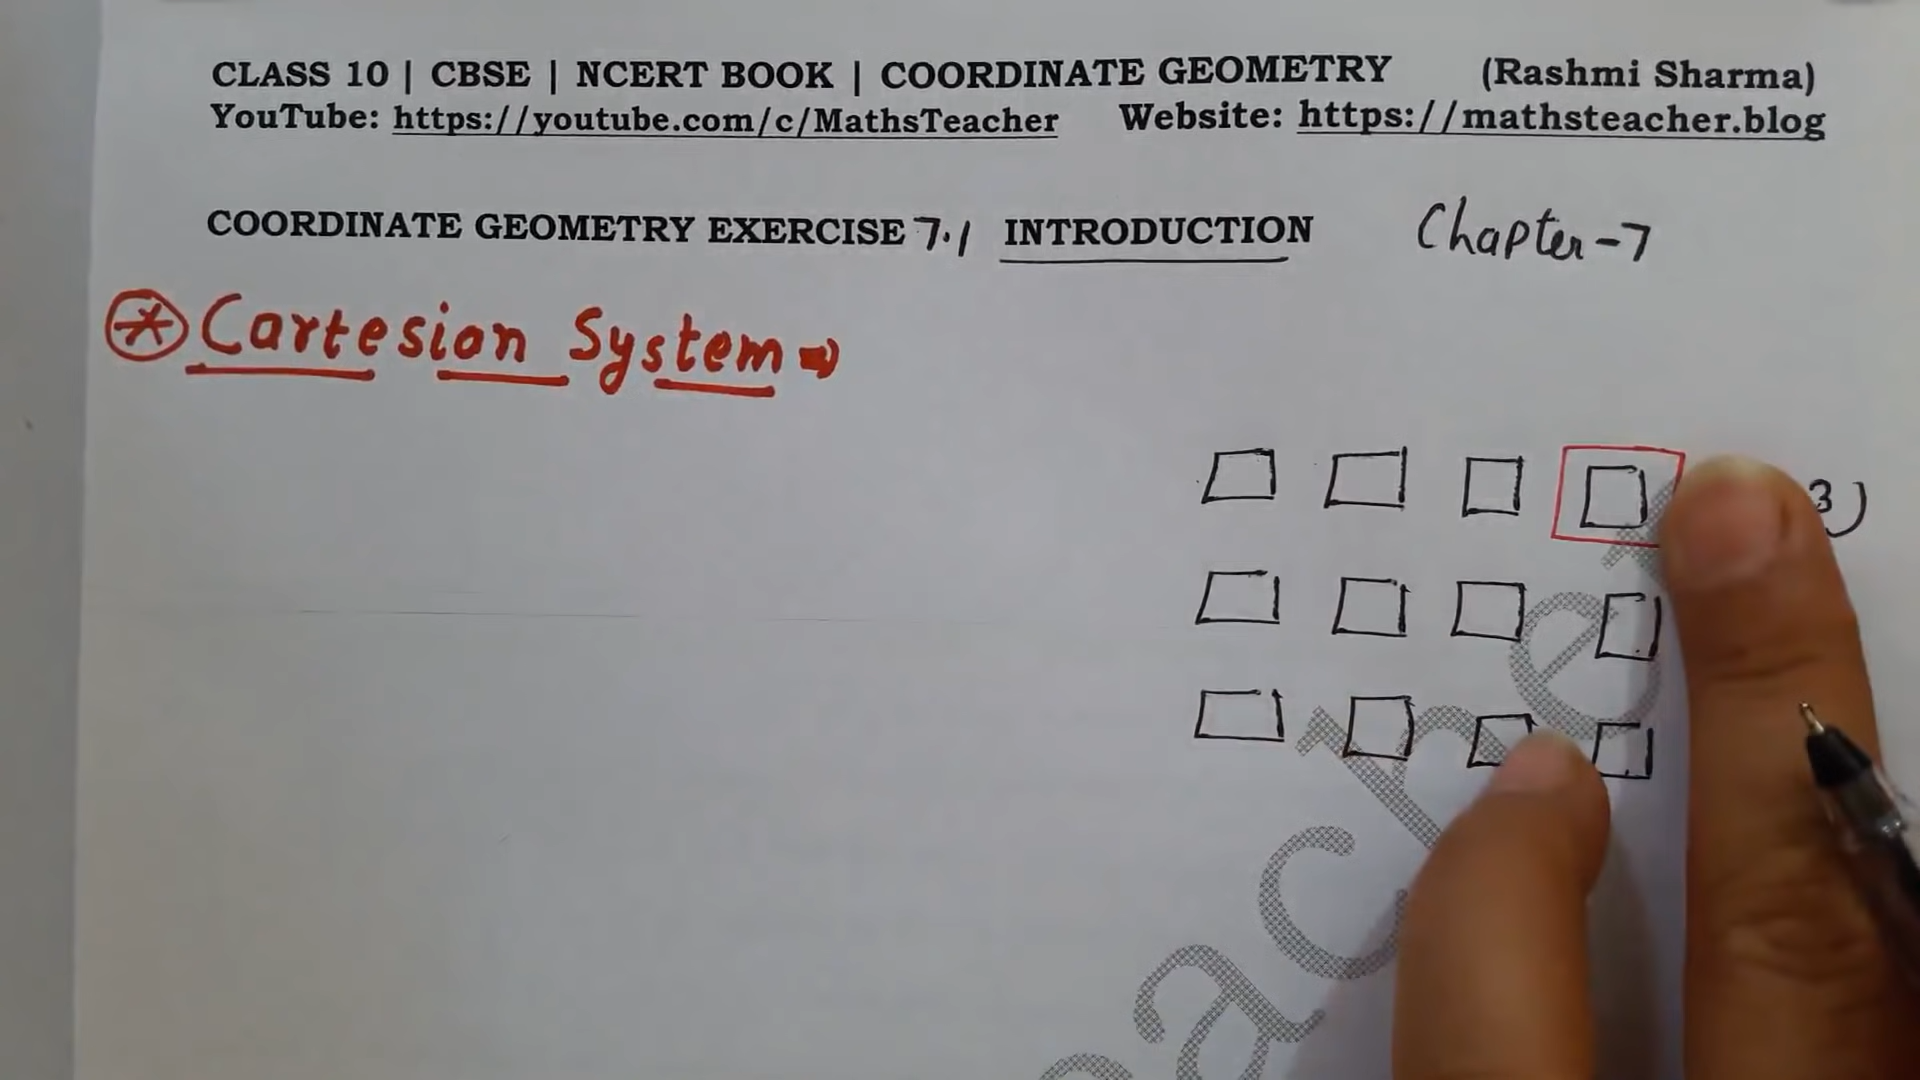 CLASS 10 | CBSE | NCERT BOOK | COORDINATE GEOMETRY (Rashmi Sharma)
YouTube: https://youtube.com/c/MathsTeacher Website: https://mathsteacher.blog
COORDINATE GEOMETRY EXERCISE 7.1 INTRODUCTION Chapter-7
* Cartesion System ⇒
3)